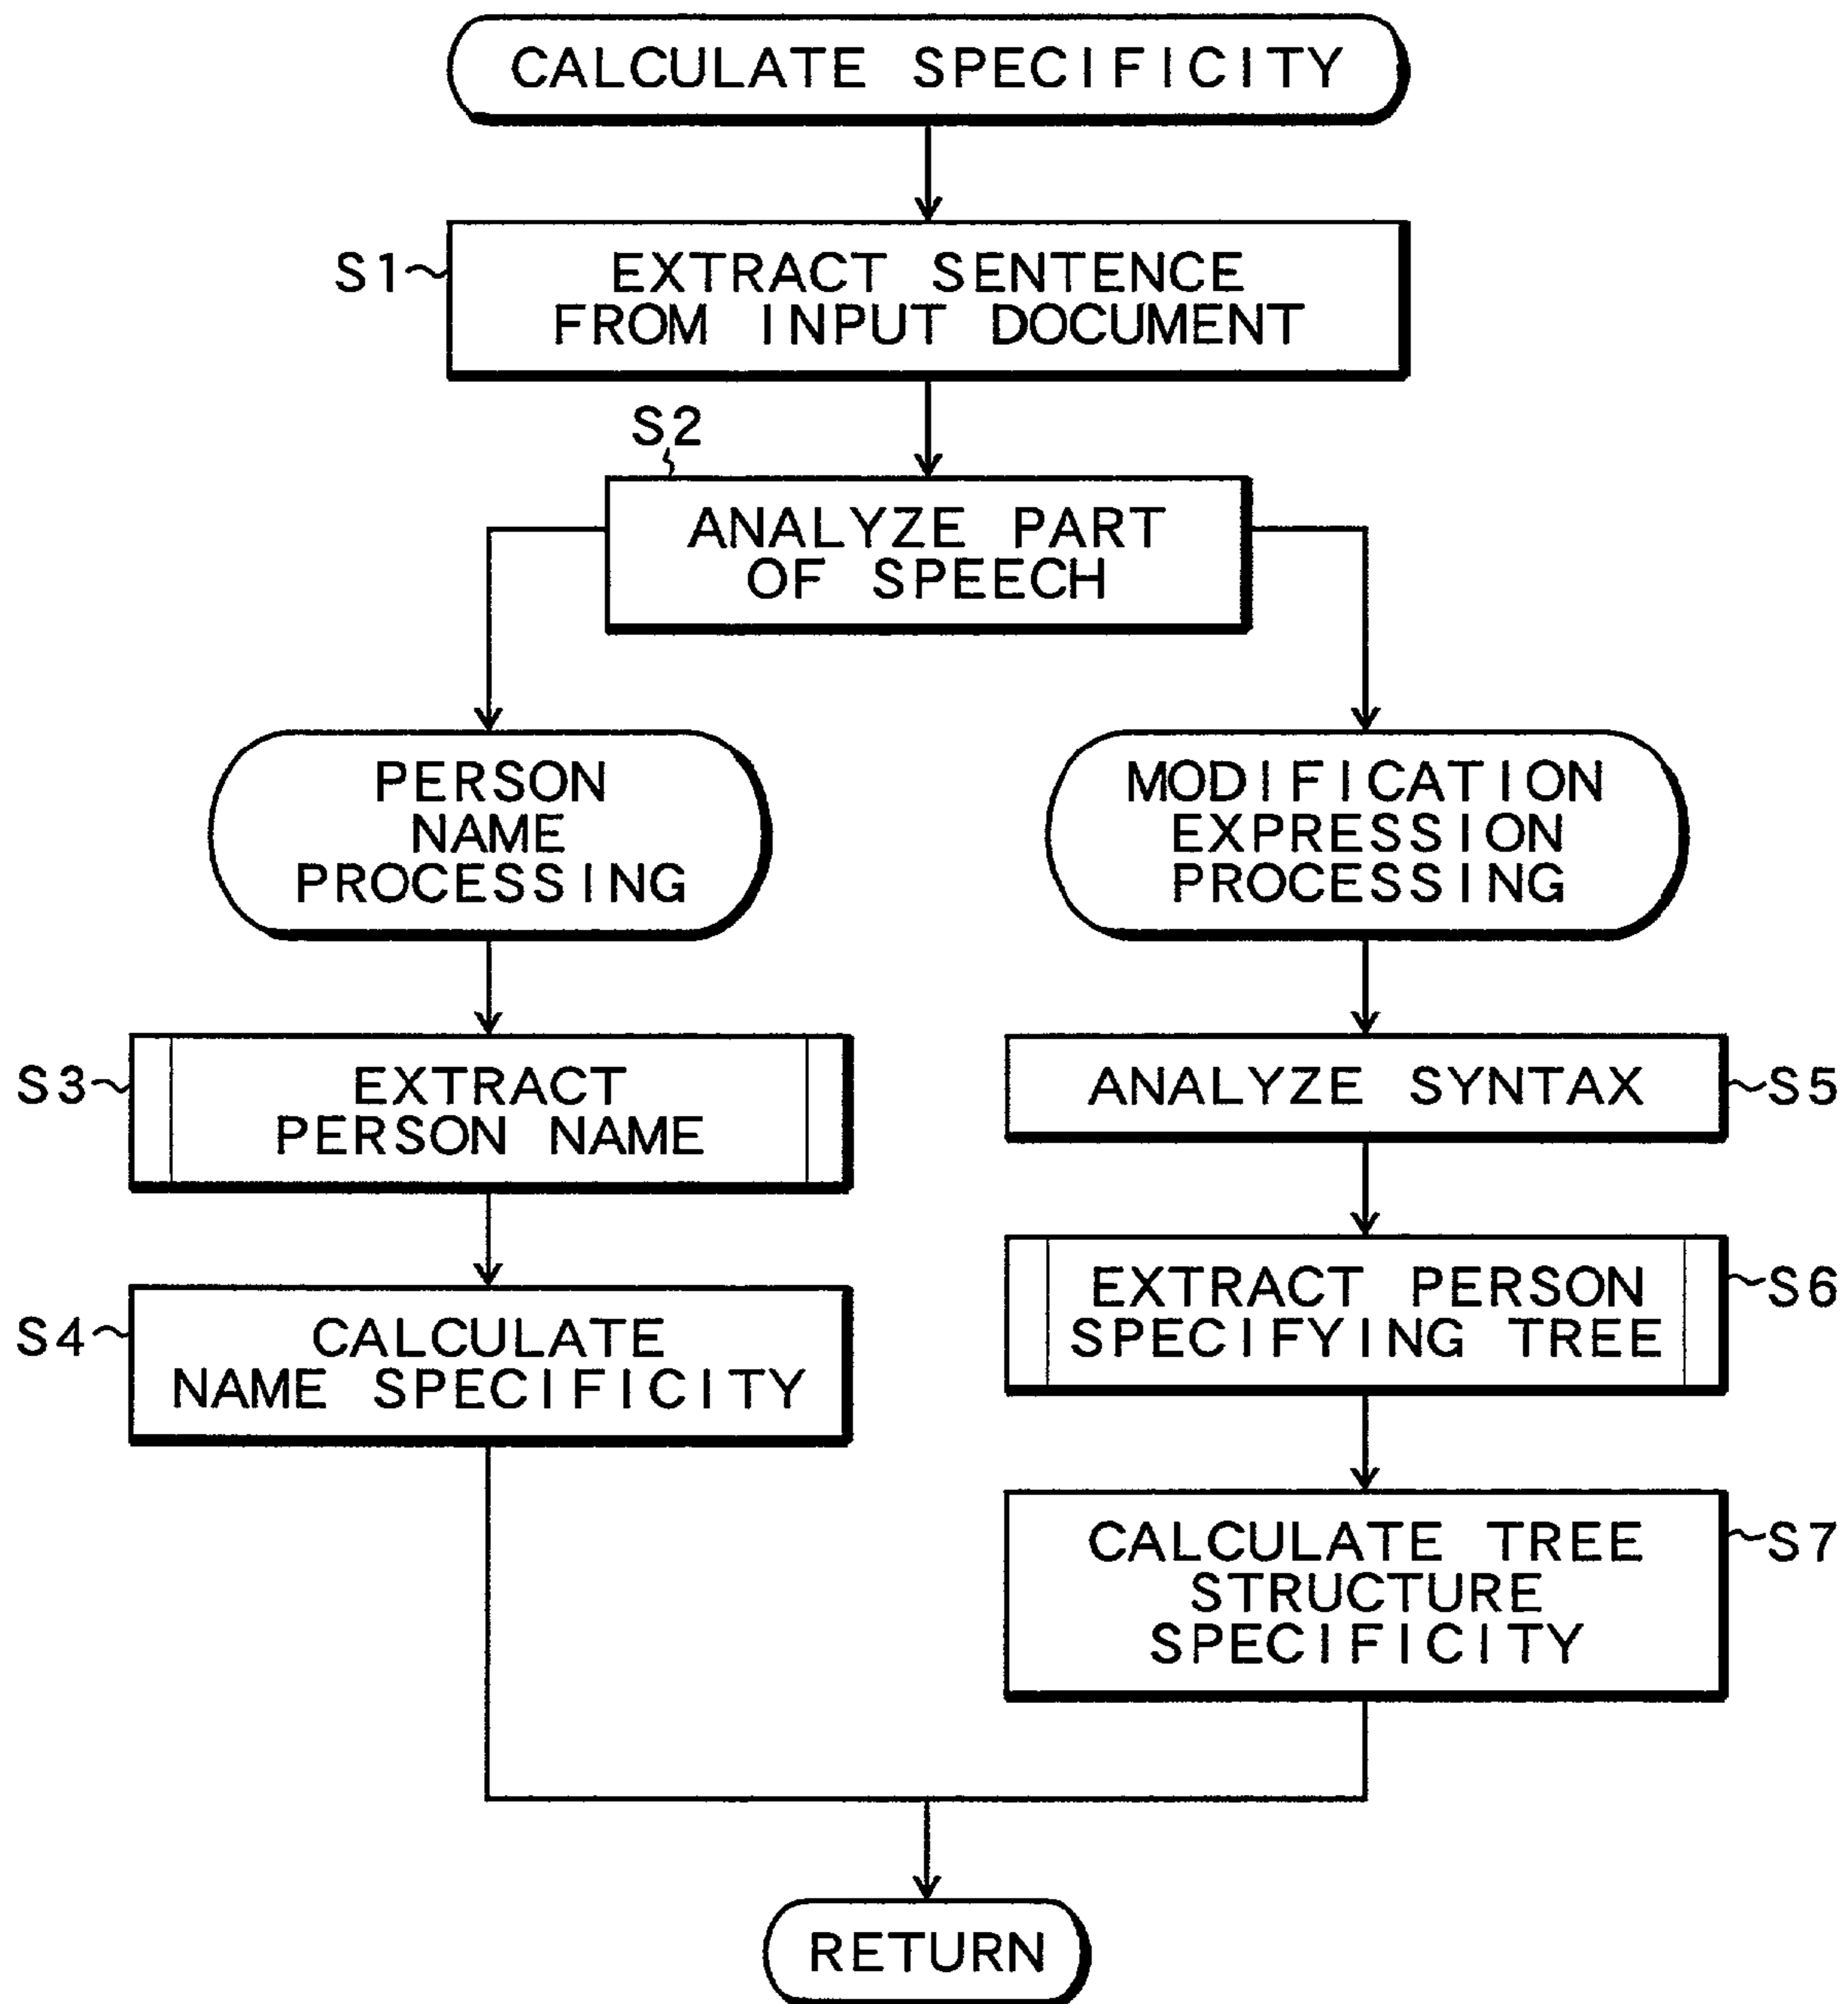 CALCULATE SPECIFICITY
S1
EXTRACT SENTENCE
FROM INPUT DOCUMENT
S2
ANALYZE PART
OF SPEECH
PERSON
NAME
PROCESSING
MODIFICATION
EXPRESSION
PROCESSING
S3
EXTRACT
PERSON NAME
ANALYZE SYNTAX
S5
S4
CALCULATE
NAME SPECIFICITY
EXTRACT PERSON
SPECIFYING TREE
S6
CALCULATE TREE
STRUCTURE
SPECIFICITY
S7
RETURN